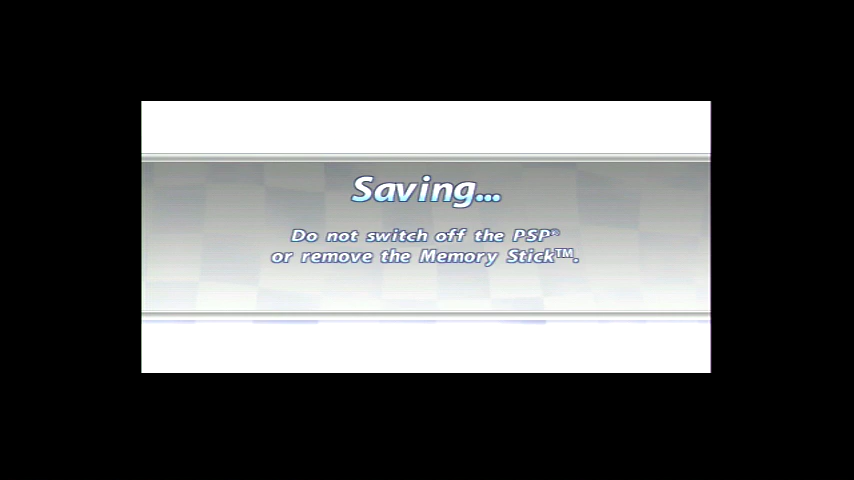 Saving...
Do not switch off the PSP®
or remove the Memory Stick™.